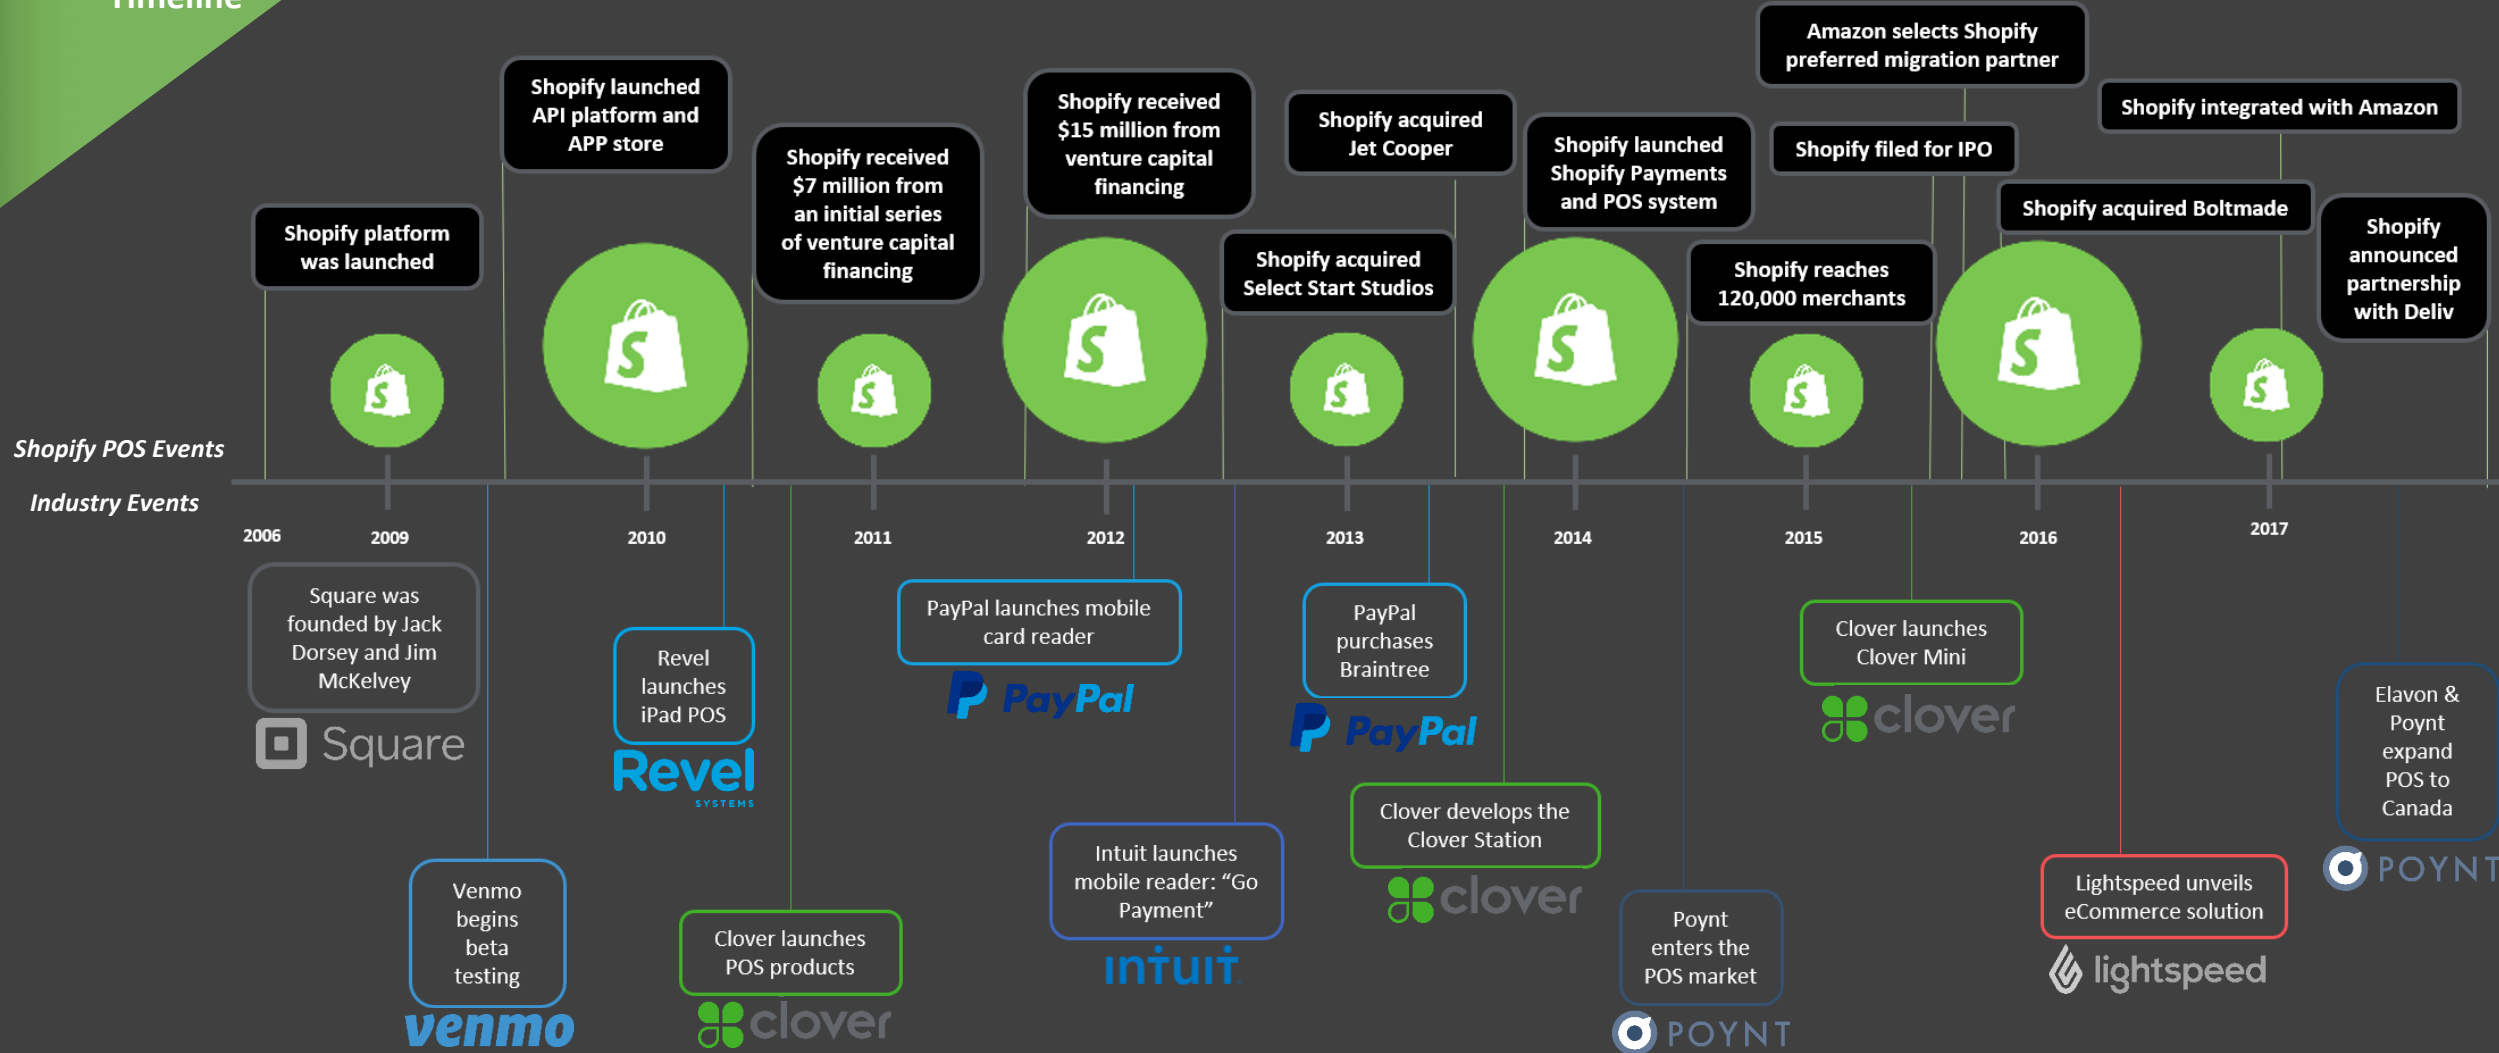 Timeline
Shopify platform
was launched
Shopify launched
API platform and
APP store
Shopify received
$7 million from
an initial series
of venture capital
financing
Shopify received
$15 million from
venture capital
financing
Shopify acquired
Select Start Studios
Shopify acquired
Jet Cooper
Shopify launched
Shopify Payments
and POS system
Shopify reaches
120,000 merchants
Amazon selects Shopify
preferred migration partner
Shopify filed for IPO
Shopify acquired Boltmade
Shopify integrated with Amazon
Shopify
announced
partnership
with Deliv
Shopify POS Events
Industry Events
2006
2009
2010
2011
2012
2013
2014
2015
2016
2017
Square was
founded by Jack
Dorsey and Jim
McKelvey
Square
Venmo
begins
beta
testing
venmo
Revel
launches
iPad POS
Revel
SYSTEMS
Clover launches
POS products
clover
PayPal launches mobile
card reader
PayPal
Intuit launches
mobile reader: “Go
Payment”
intuit
PayPal
purchases
Braintree
PayPal
Clover develops the
Clover Station
clover
Poynt
enters the
POS market
POYNT
Clover launches
Clover Mini
clover
Lightspeed unveils
eCommerce solution
lightspeed
Elavon &
Poynt
expand
POS to
Canada
POYNT